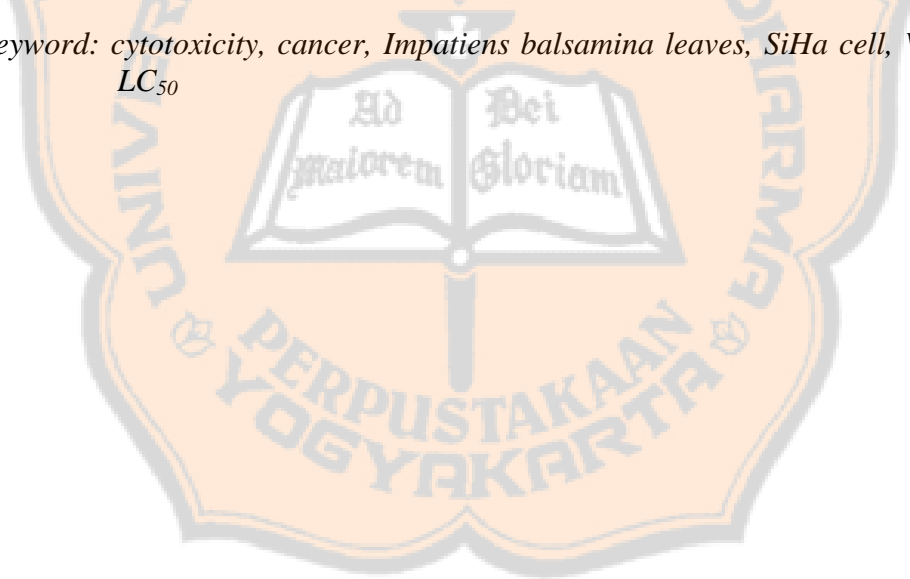 eyword: cytotoxicity, cancer, Impatiens balsamina leaves, SiHa cell,
LC50
Ad
maiorem
Dei
Gloriam
PERPUSTAKAAN
YOGYAKARTA